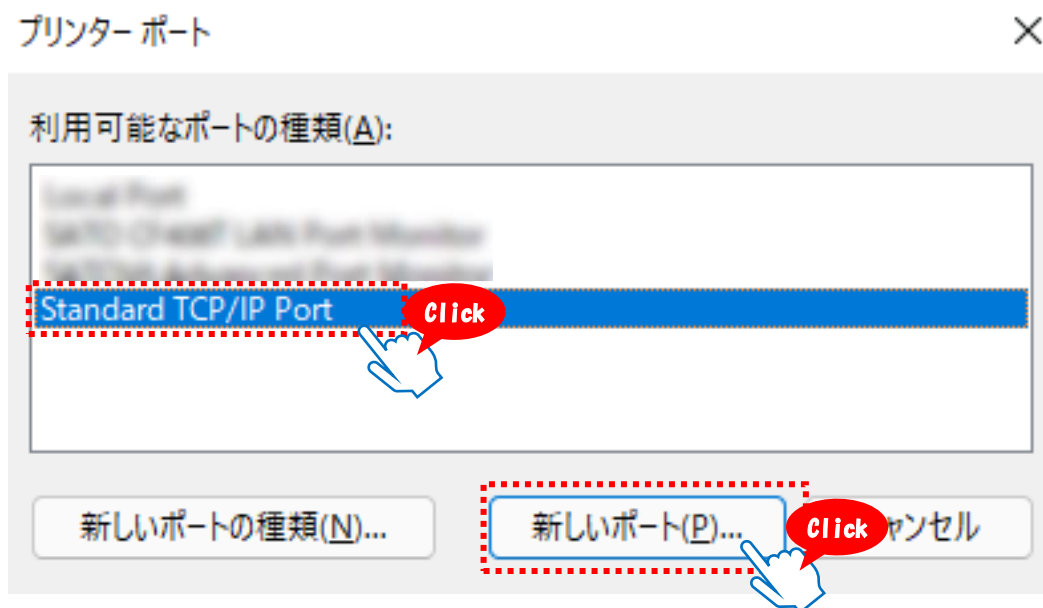 プリンター ポート
利用可能なポートの種類(A):
Local Port
Standard TCP/IP Port
Click
新しいポートの種類(N)...
新しいポート(P)...
Click
ャンセル